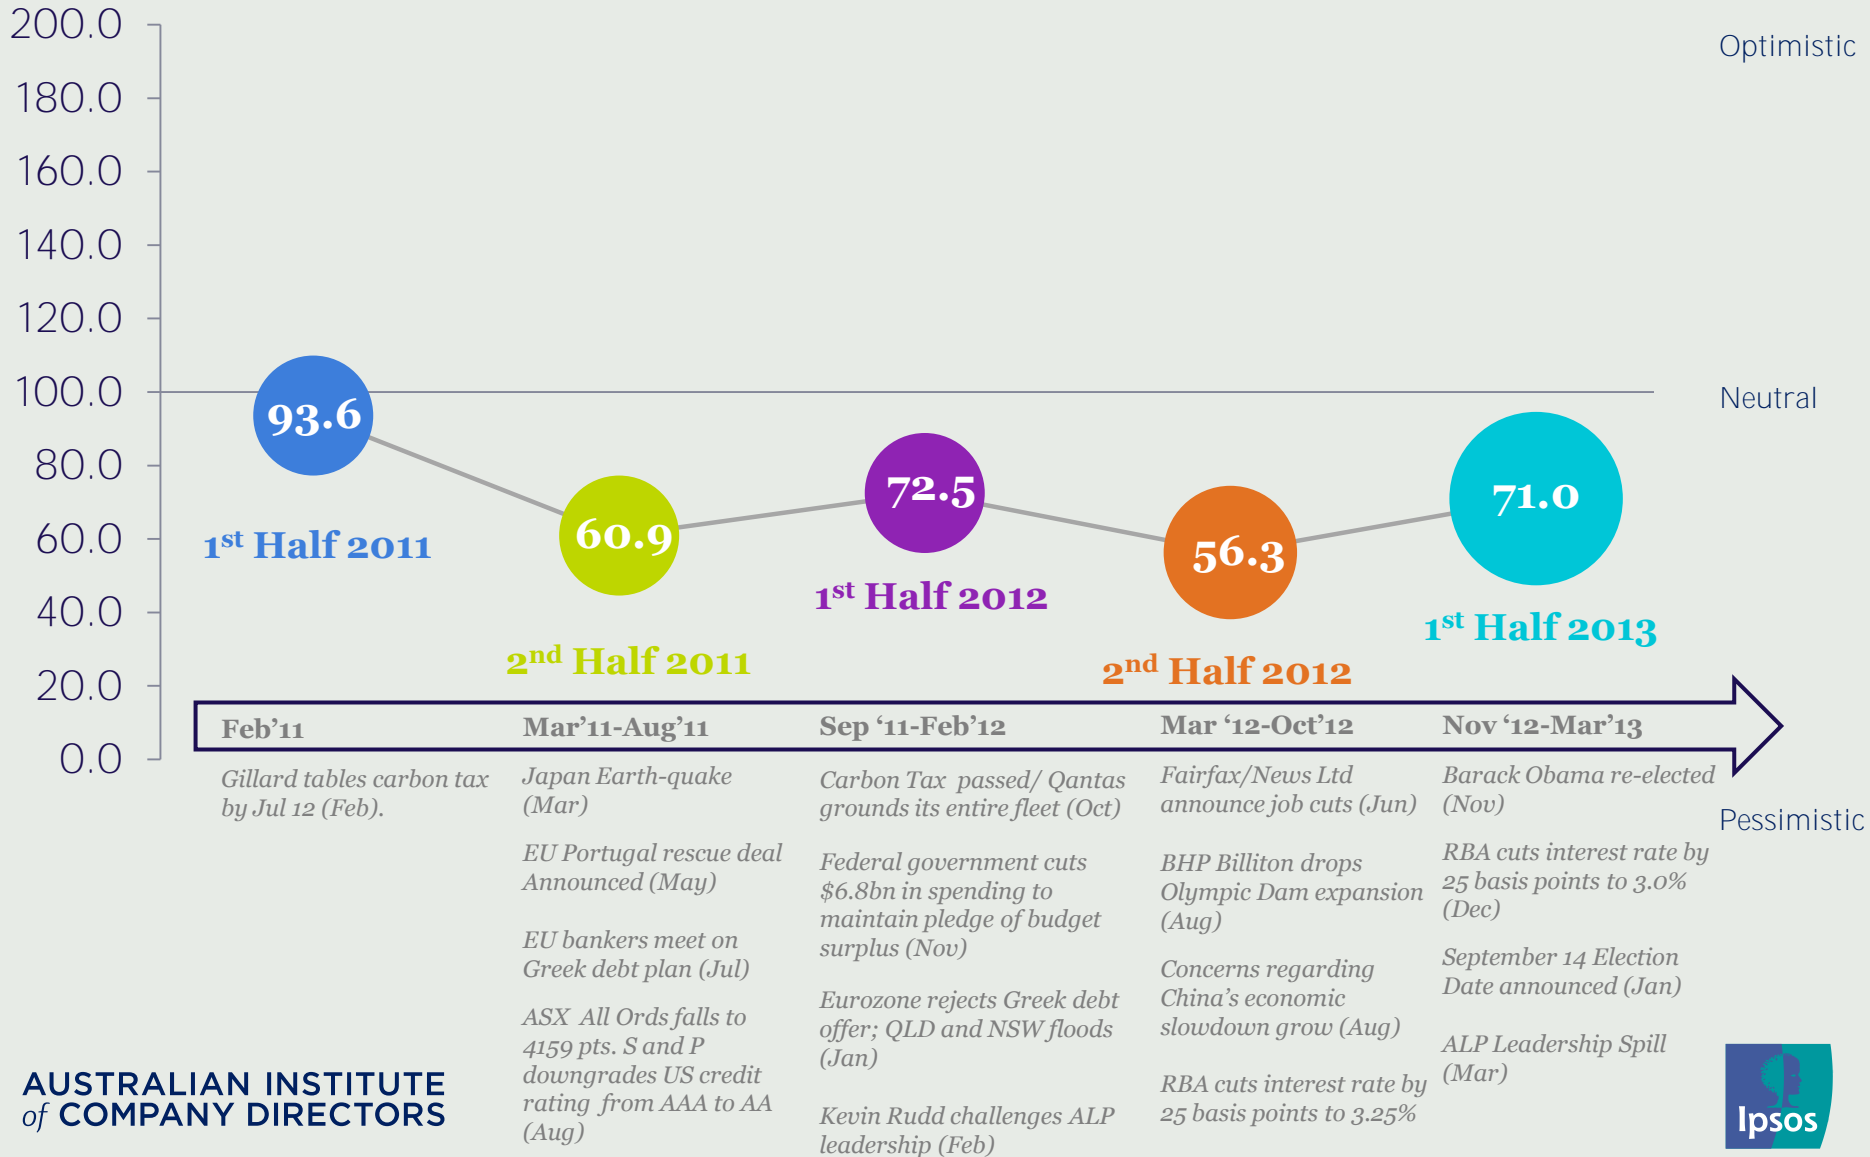 200.0
180.0
160.0
140.0
120.0
100.0
80.0
60.0
40.0
20.0
0.0
Optimistic
Neutral
Pessimistic
93.6
60.9
72.5
56.3
71.0
1st Half 2011
2nd Half 2011
1st Half 2012
2nd Half 2012
1st Half 2013
Feb’11
Mar’11-Aug’11
Sep ‘11-Feb’12
Mar ‘12-Oct’12
Nov ‘12-Mar’13
Gillard tables carbon tax
by Jul 12 (Feb).
Japan Earth-quake
(Mar)
EU Portugal rescue deal
Announced (May)
EU bankers meet on
Greek debt plan (Jul)
ASX All Ords falls to
4159 pts. S and P
downgrades US credit
rating from AAA to AA
(Aug)
Carbon Tax passed/ Qantas
grounds its entire fleet (Oct)
Federal government cuts
$6.8bn in spending to
maintain pledge of budget
surplus (Nov)
Eurozone rejects Greek debt
offer; QLD and NSW floods
(Jan)
Kevin Rudd challenges ALP
leadership (Feb)
Fairfax/News Ltd
announce job cuts (Jun)
BHP Billiton drops
Olympic Dam expansion
(Aug)
Concerns regarding
China’s economic
slowdown grow (Aug)
RBA cuts interest rate by
25 basis points to 3.25%
Barack Obama re-elected
(Nov)
RBA cuts interest rate by
25 basis points to 3.0%
(Dec)
September 14 Election
Date announced (Jan)
ALP Leadership Spill
(Mar)
AUSTRALIAN INSTITUTE
of COMPANY DIRECTORS
Ipsos